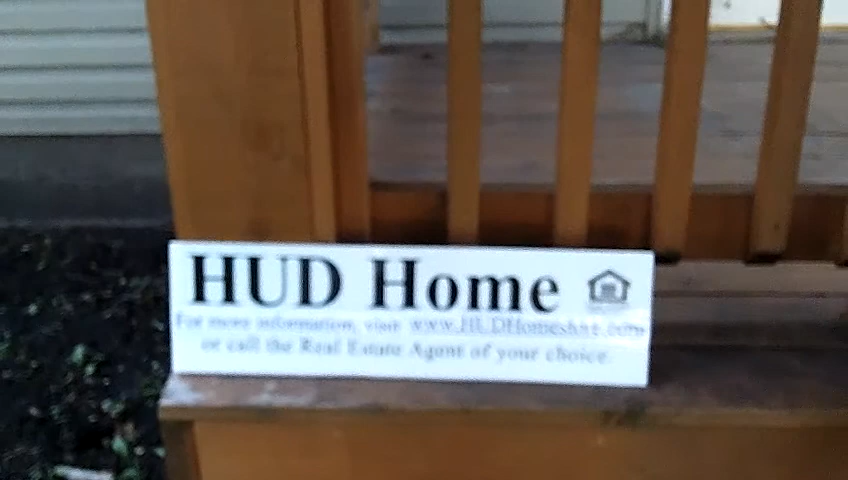 HUD Home
For more information, visit www.HUDHomestore.com
or call the Real Estate Agent of your choice.